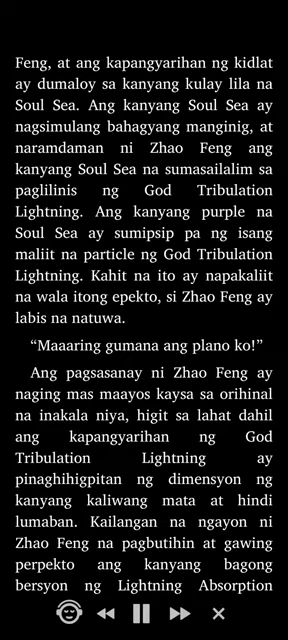 Feng, at ang kapangyarihan ng kidlat
ay dumaloy sa kanyang kulay lila na
Soul Sea. Ang kanyang Soul Sea ay
nagsimulang bahagyang manginig, at
naramdaman ni Zhao Feng ang
kanyang Soul Sea na sumasailalim sa
paglilinis ng God Tribulation
Lightning. Ang kanyang purple na
Soul Sea ay sumipsip pa ng isang
maliit na particle ng God Tribulation
Lightning. Kahit na ito ay napakaliit
na wala itong epekto, si Zhao Feng ay
labis na natuwa.
“Maaaring gumana ang plano ko!”
Ang pagsasanay ni Zhao Feng ay
naging mas maayos kaysa sa orihinal
na inakala niya, higit sa lahat dahil
ang kapangyarihan ng God
Tribulation Lightning ay
pinaghihigpitan ng dimensyon ng
kanyang kaliwang mata at hindi
lumaban. Kailangan na ngayon ni
Zhao Feng na pagbutihin at gawing
perpekto ang kanyang bagong
bersyon ng Lightning Absorption